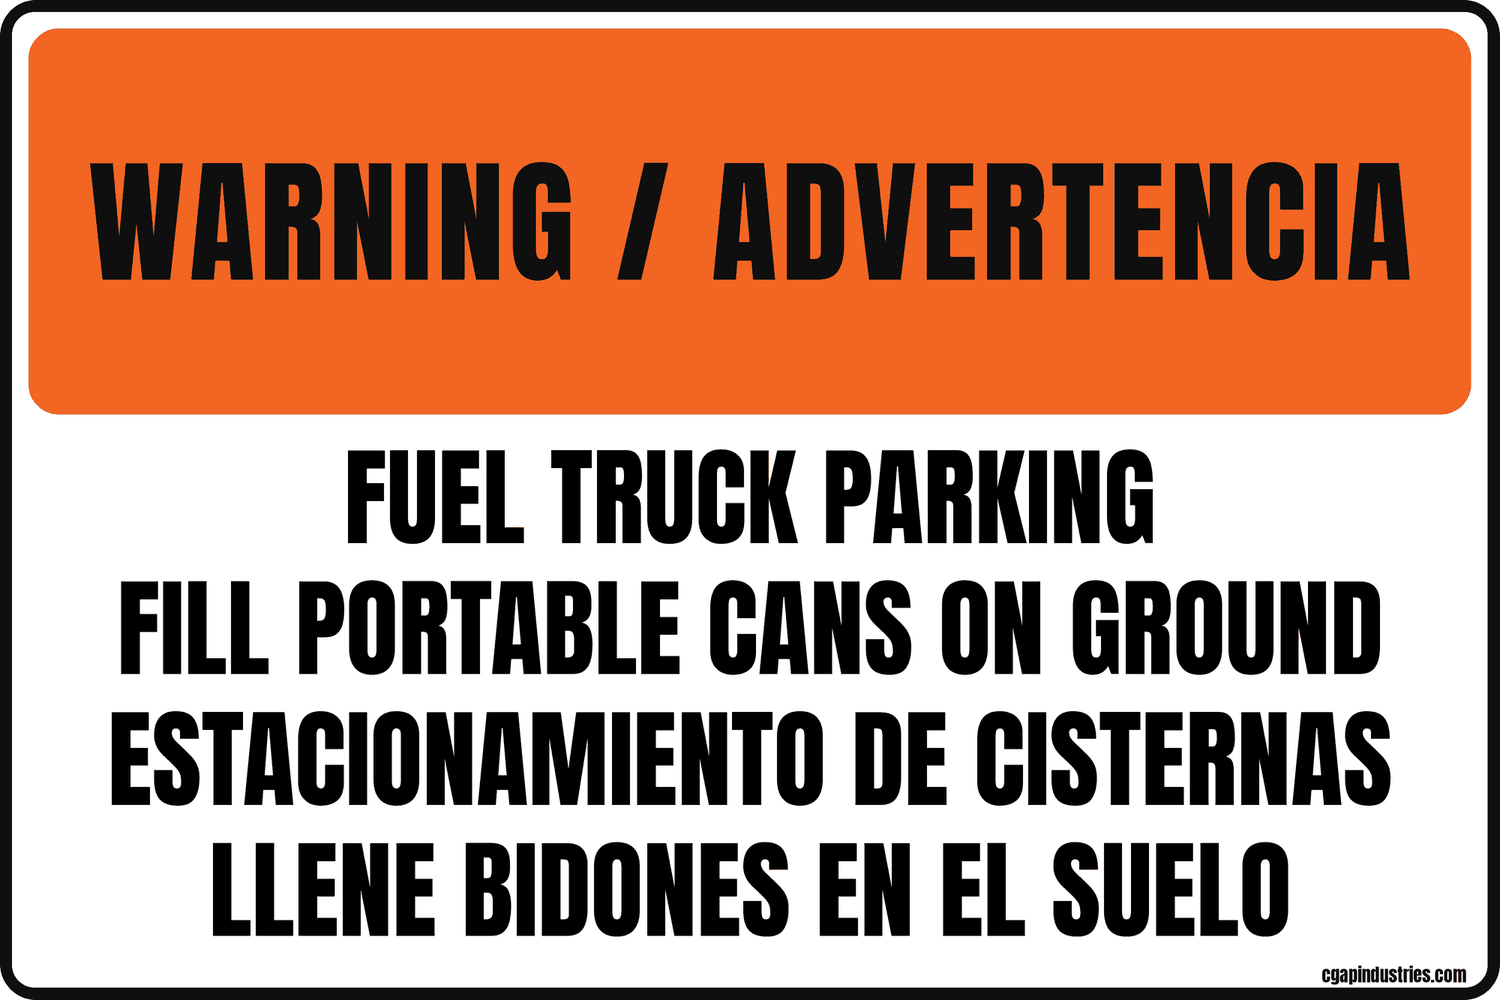 WARNING / ADVERTENCIA
FUEL TRUCK PARKING
FILL PORTABLE CANS ON GROUND
ESTACIONAMIENTO DE CISTERNAS
LLENE BIDONES EN EL SUELO
cgapindustries.com